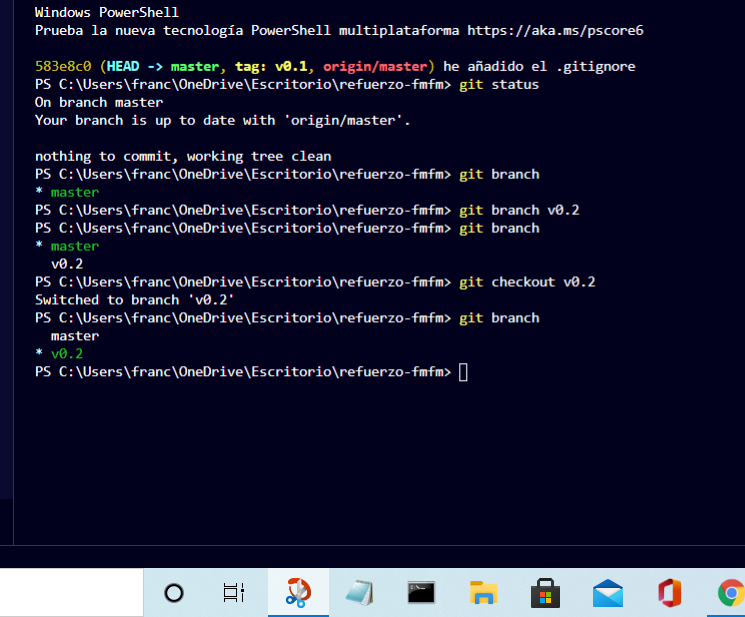 Windows PowerShell
Prueba la nueva tecnología PowerShell multiplataforma https://aka.ms/pscore6
583e8c0 (HEAD -> master, tag: v0.1, origin/master) he añadido el .gitignore
PS C:\Users\franc\OneDrive\Escritorio\refuerzo-fmfm> git status
On branch master
Your branch is up to date with 'origin/master'.
nothing to commit, working tree clean
PS C:\Users\franc\OneDrive\Escritorio\refuerzo-fmfm> git branch
* master
PS C:\Users\franc\OneDrive\Escritorio\refuerzo-fmfm> git branch v0.2
PS C:\Users\franc\OneDrive\Escritorio\refuerzo-fmfm> git branch
* master
v0.2
PS C:\Users\franc\OneDrive\Escritorio\refuerzo-fmfm> git checkout v0.2
Switched to branch 'v0.2'
PS C:\Users\franc\OneDrive\Escritorio\refuerzo-fmfm> git branch
master
* v0.2
PS C:\Users\franc\OneDrive\Escritorio\refuerzo-fmfm>